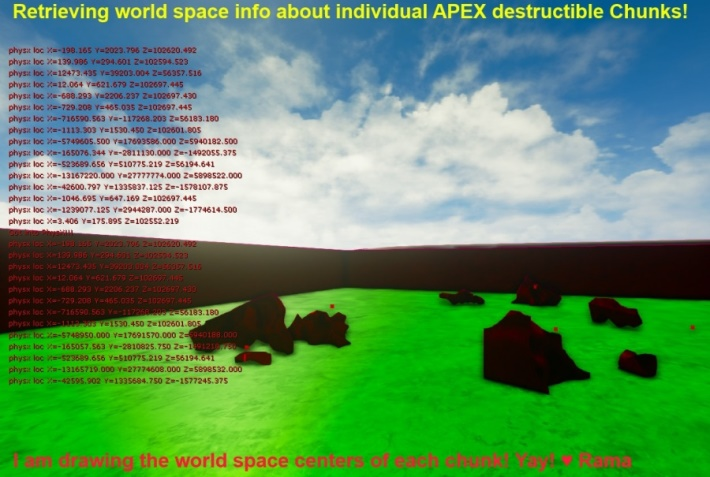 Retrieving world space info about individual APEX destructible Chunks!
physx loc X=-198.165 Y=2023.796 Z=102620.492
physx loc X=139.986 Y=294.601 Z=102594.523
physx loc X=12473.435 Y=39203.004 Z=56357.516
physx loc X=12.064 Y=621.679 Z=102697.445
physx loc X=-688.293 Y=2206.237 Z=102697.430
physx loc X=-729.208 Y=465.035 Z=102697.445
physx loc X=-716590.563 Y=-117268.203 Z=56183.180
physx loc X=-1113.303 Y=1530.450 Z=102601.805
physx loc X=-5749605.500 Y=17693586.000 Z=5940182.500
physx loc X=-165076.344 Y=-2811130.000 Z=-1492055.375
physx loc X=-523689.656 Y=510775.219 Z=56194.641
physx loc X=-13167220.000 Y=27777774.000 Z=5898522.000
physx loc X=-42600.797 Y=1335837.125 Z=-1578107.875
physx loc X=-1046.695 Y=647.169 Z=102697.445
physx loc X=-1239077.125 Y=2944287.000 Z=-1774614.500
physx loc X=3.406 Y=175.895 Z=102552.219
physx loc X=-198.165 Y=2023.796 Z=102620.492
physx loc X=139.986 Y=294.601 Z=102594.523
physx loc X=12473.435 Y=39203.004 Z=56357.516
physx loc X=12.064 Y=621.679 Z=102697.445
physx loc X=-688.293 Y=2206.237 Z=102697.430
physx loc X=-729.208 Y=465.035 Z=102697.445
physx loc X=-716590.563 Y=-117268.203 Z=56183.180
physx loc X=-1113.303 Y=1530.450 Z=102601.805
physx loc X=-5748950.000 Y=17691570.000
physx loc X=-165057.563 Y=-2810825.750
physx loc X=-523689.656 Y=510775.219 Z=56194.641
physx loc X=-13165719.000 Y=27774608.000 Z=5898532.000
physx loc X=-42595.902 Y=1335684.750 Z=-1577245.375
I am drawing the world space centers of each chunk! Yay! ♥ Rama